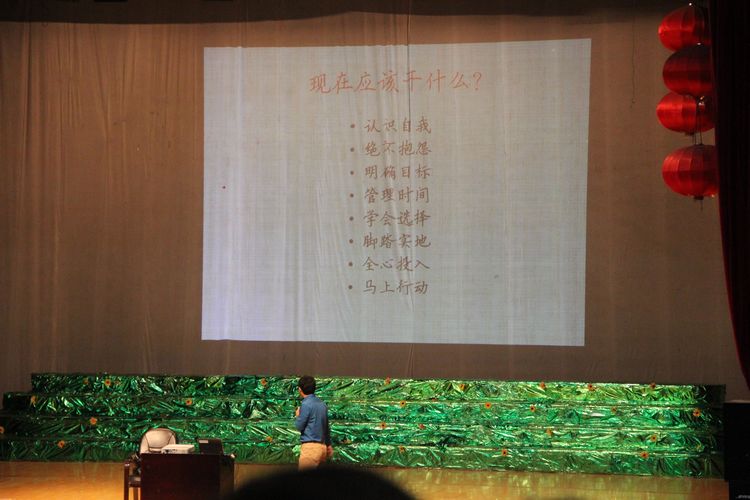 现在应该干什么?
• 认识自我
• 绝不抱怨
• 明确目标
• 管理时间
• 学会选择
• 脚踏实地
• 全心投入
• 马上行动